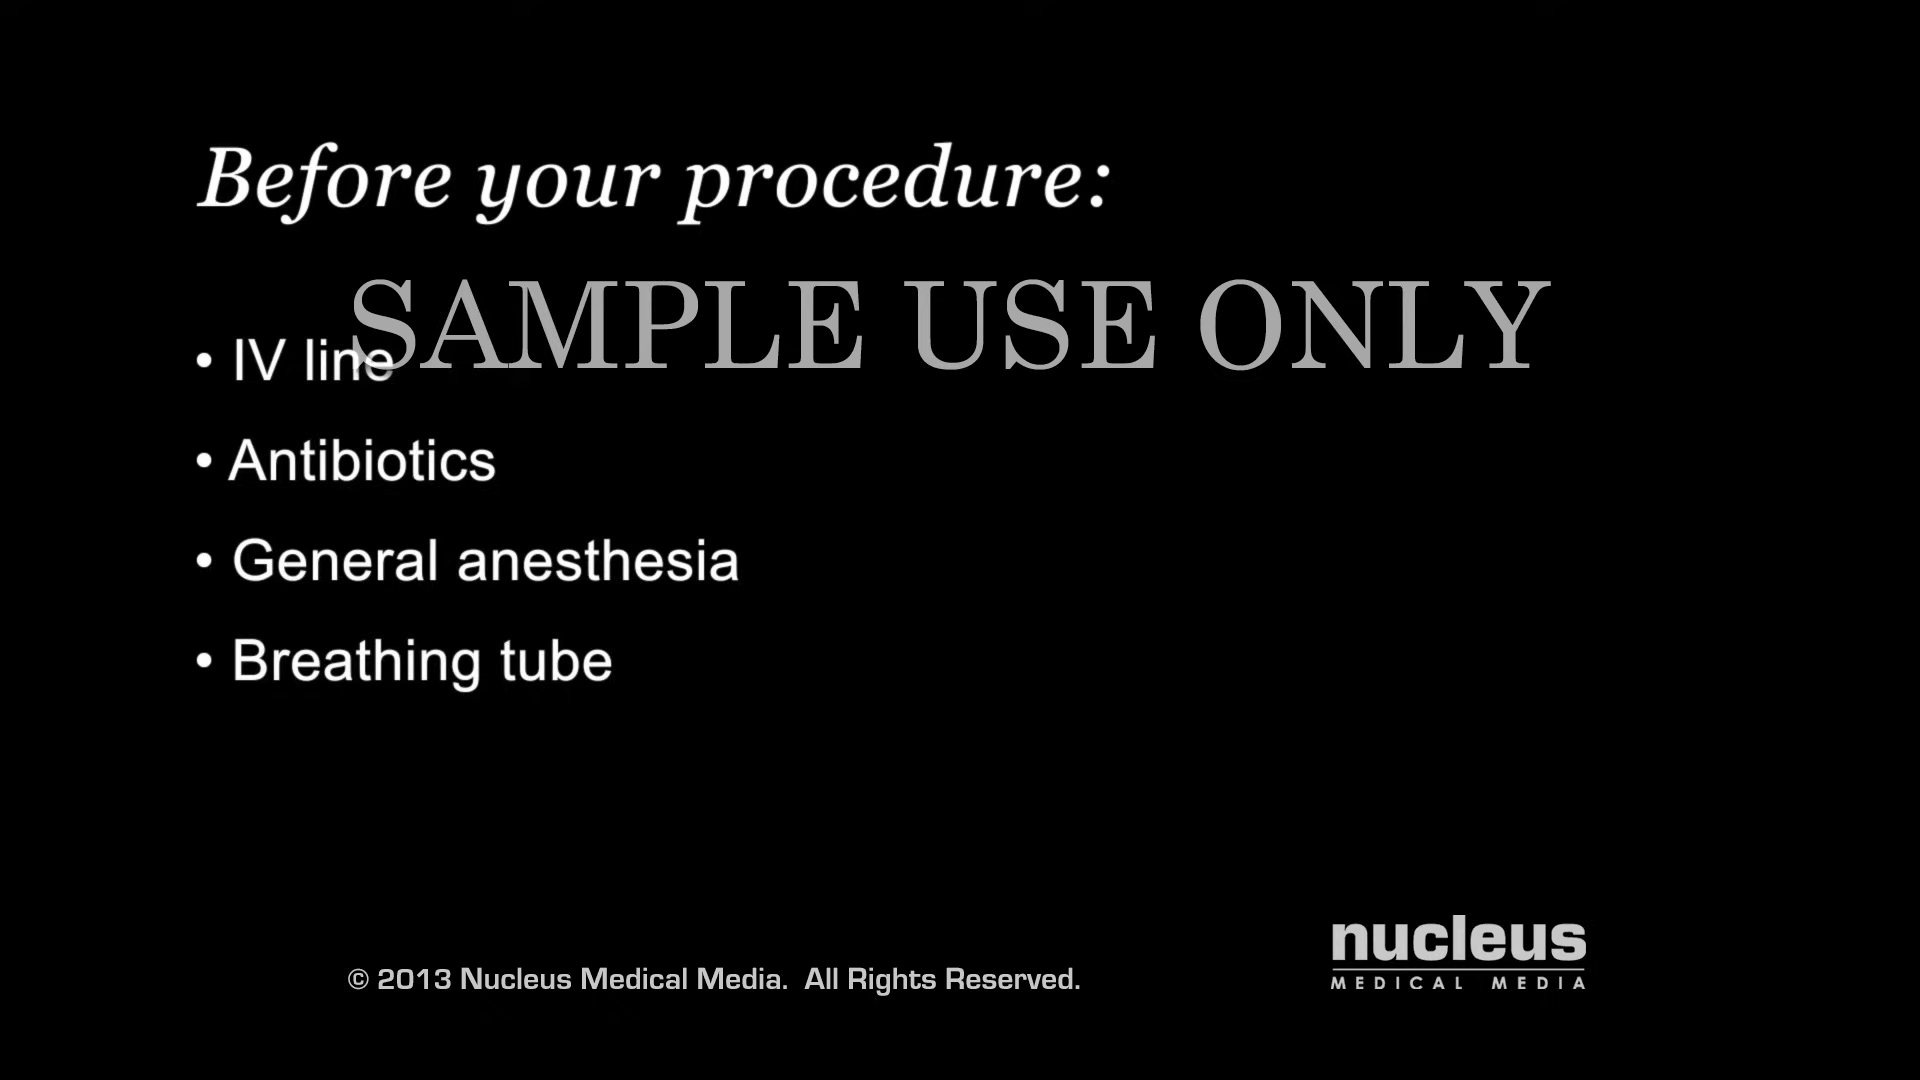 Before your procedure:
SAMPLE USE ONLY
• IV line
• Antibiotics
• General anesthesia
• Breathing tube
nucleus
MEDICAL MEDIA
© 2013 Nucleus Medical Media. All Rights Reserved.